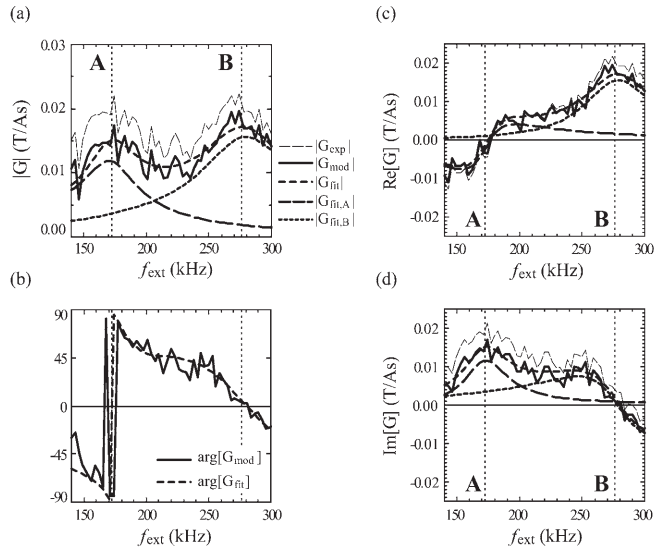 (a)
0.03
0.02
0.01
0.00
|G| (T/As)
A
B
150
200
250
300
f_ext (kHz)
|G_exp|
|G_mod|
|G_fit|
|G_fit,A|
|G_fit,B|
(c)
0.02
0.01
0.00
-0.01
-0.02
Re[G] (T/As)
A
B
150
200
250
300
f_ext (kHz)
(b)
90
45
0
-45
-90
arg[G_mod]
arg[G_fit]
150
200
250
300
f_ext (kHz)
(d)
0.02
0.01
0.00
-0.01
-0.02
Im[G] (T/As)
A
B
150
200
250
300
f_ext (kHz)